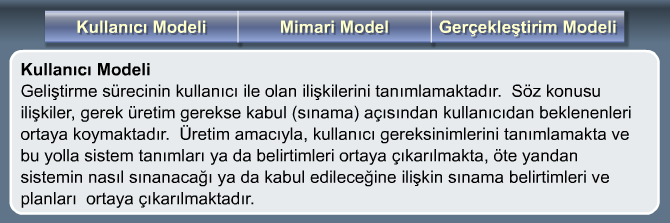 Kullanıcı Modeli Mimari Model Gerçekleştirim Modeli
Kullanıcı Modeli
Geliştirme sürecinin kullanıcı ile olan ilişkilerini tanımlamaktadır. Söz konusu
ilişkiler, gerek üretim gerekse kabul (sınama) açısından kullanıcıdan beklenenleri
ortaya koymaktadır. Üretim amacıyla, kullanıcı gereksinimlerini tanımlamakta ve
bu yolla sistem tanımları ya da belirtimleri ortaya çıkarılmakta, öte yandan
sistemin nasıl sınanacağı ya da kabul edileceğine ilişkin sınama belirtimleri ve
planları ortaya çıkarılmaktadır.